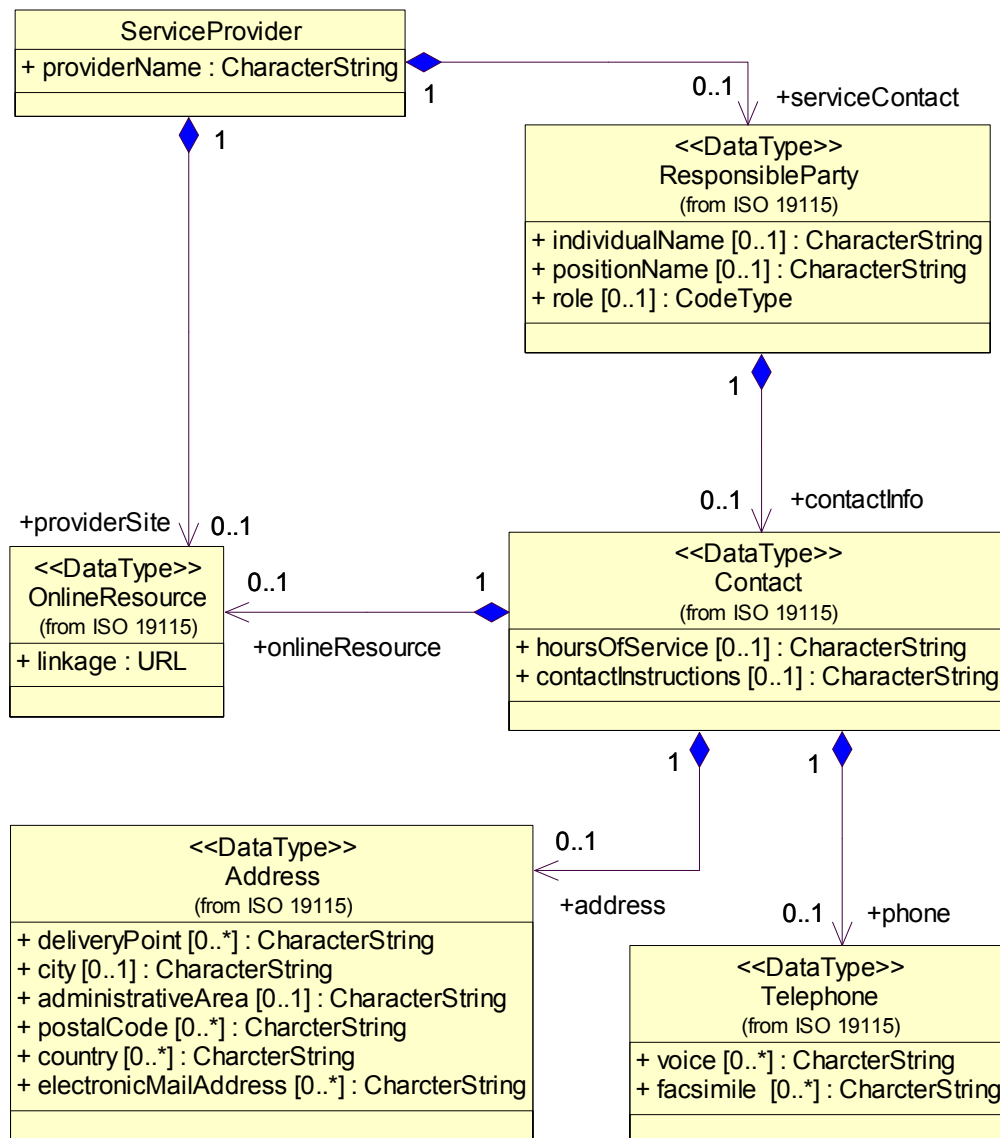 ServiceProvider
+ providerName : CharacterString
1
0..1
+serviceContact
1
<<DataType>>
ResponsibleParty
(from ISO 19115)
+ individualName [0..1] : CharacterString
+ positionName [0..1] : CharacterString
+ role [0..1] : CodeType
1
0..1
+contactInfo
+providerSite
0..1
<<DataType>>
OnlineResource
(from ISO 19115)
+ linkage : URL
0..1
1
+onlineResource
<<DataType>>
Contact
(from ISO 19115)
+ hoursOfService [0..1] : CharacterString
+ contactInstructions [0..1] : CharacterString
1
1
0..1
+address
0..1
+phone
<<DataType>>
Address
(from ISO 19115)
+ deliveryPoint [0..*] : CharacterString
+ city [0..1] : CharacterString
+ administrativeArea [0..1] : CharacterString
+ postalCode [0..*] : CharcterString
+ country [0..*] : CharcterString
+ electronicMailAddress [0..*] : CharcterString
<<DataType>>
Telephone
(from ISO 19115)
+ voice [0..*] : CharcterString
+ facsimile [0..*] : CharcterString